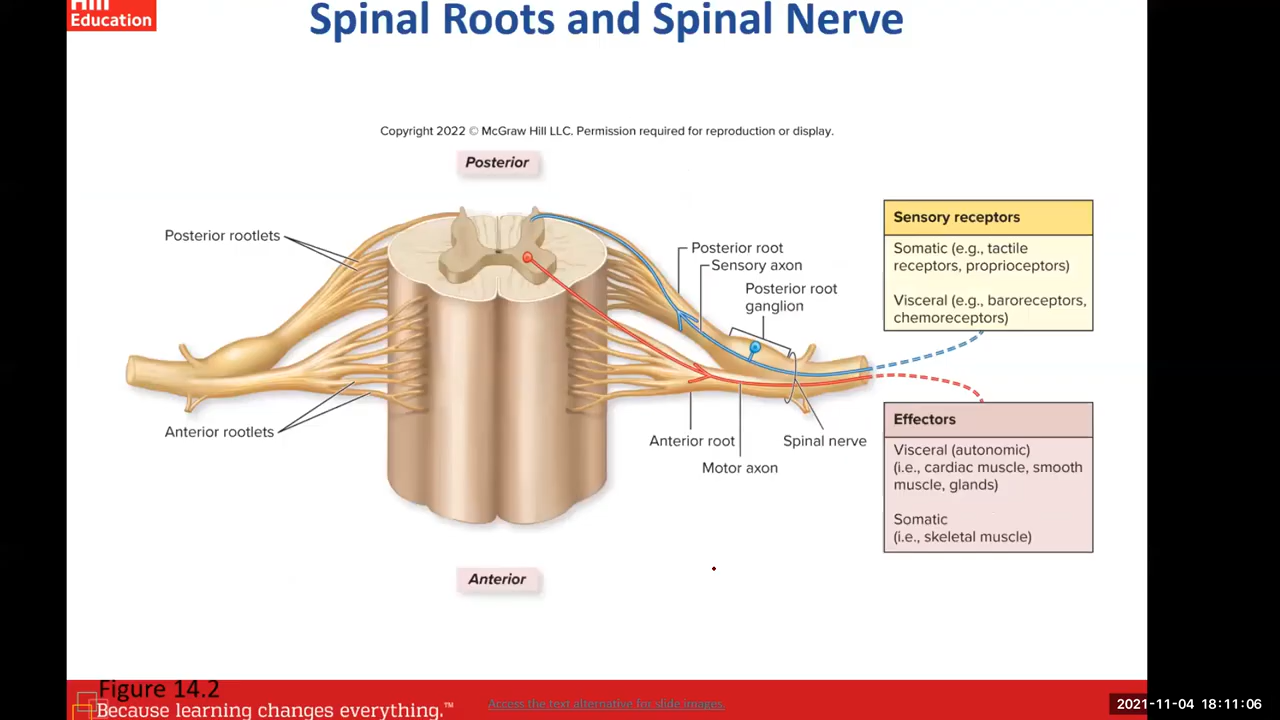 Hill
Education
Spinal Roots and Spinal Nerve
Copyright 2022 © McGraw Hill LLC. Permission required for reproduction or display.
Posterior
Posterior rootlets
Anterior rootlets
Posterior root
Sensory axon
Posterior root
ganglion
Anterior root
Motor axon
Spinal nerve
Sensory receptors
Somatic (e.g., tactile
receptors, proprioceptors)
Visceral (e.g., baroreceptors,
chemoreceptors)
Effectors
Visceral (autonomic)
(i.e., cardiac muscle, smooth
muscle, glands)
Somatic
(i.e., skeletal muscle)
Anterior
Figure 14.2
Because learning changes everything.™
Access the text alternative for slide images.
2021-11-04 18:11:06